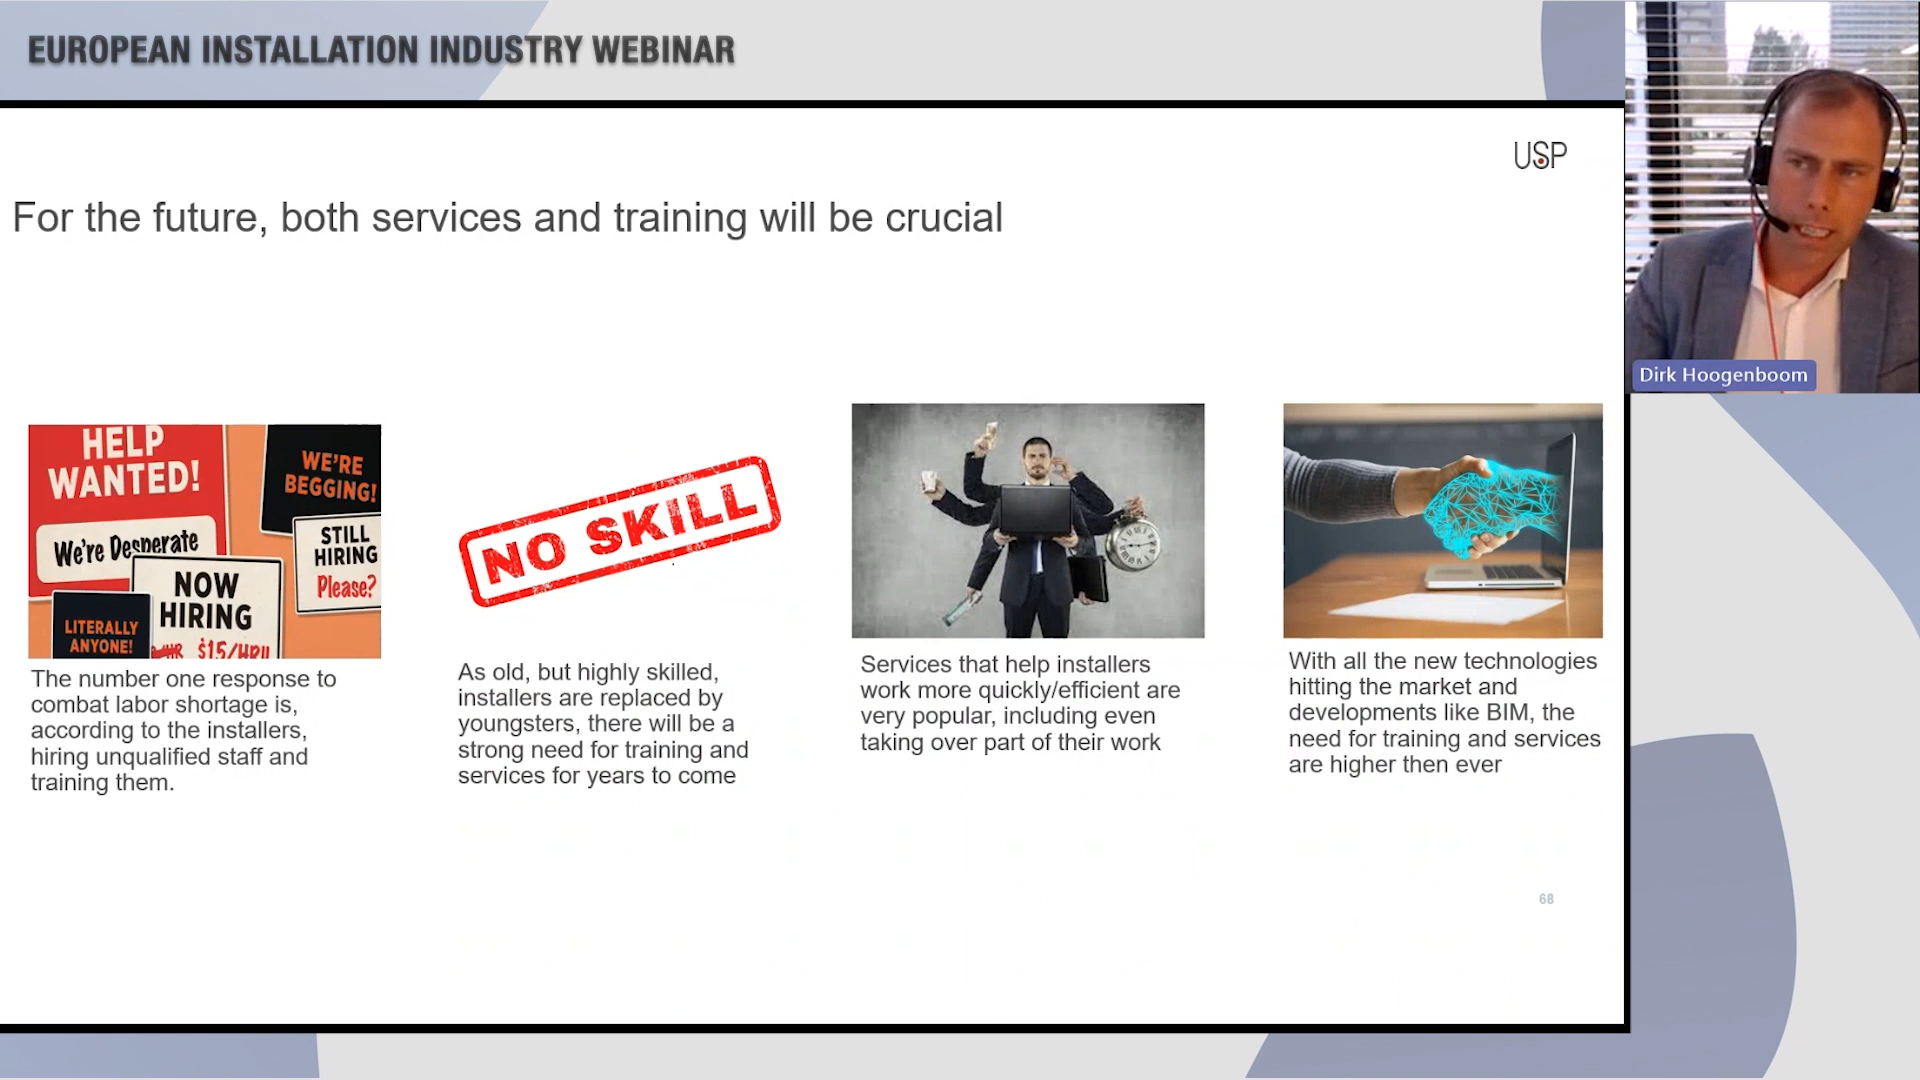 EUROPEAN INSTALLATION INDUSTRY WEBINAR
USP
For the future, both services and training will be crucial
Dirk Hoogenboom
HELP
WANTED!
We're Desperate
WE'RE
BEGGING!
STILL
HIRING
Please?
NOW
HIRING
$15/HR!!
LITERALLY
ANYONE!
NO SKILL
The number one response to
combat labor shortage is,
according to the installers,
hiring unqualified staff and
training them.
As old, but highly skilled,
installers are replaced by
youngsters, there will be a
strong need for training and
services for years to come
Services that help installers
work more quickly/efficient are
very popular, including even
taking over part of their work
With all the new technologies
hitting the market and
developments like BIM, the
need for training and services
are higher then ever
68